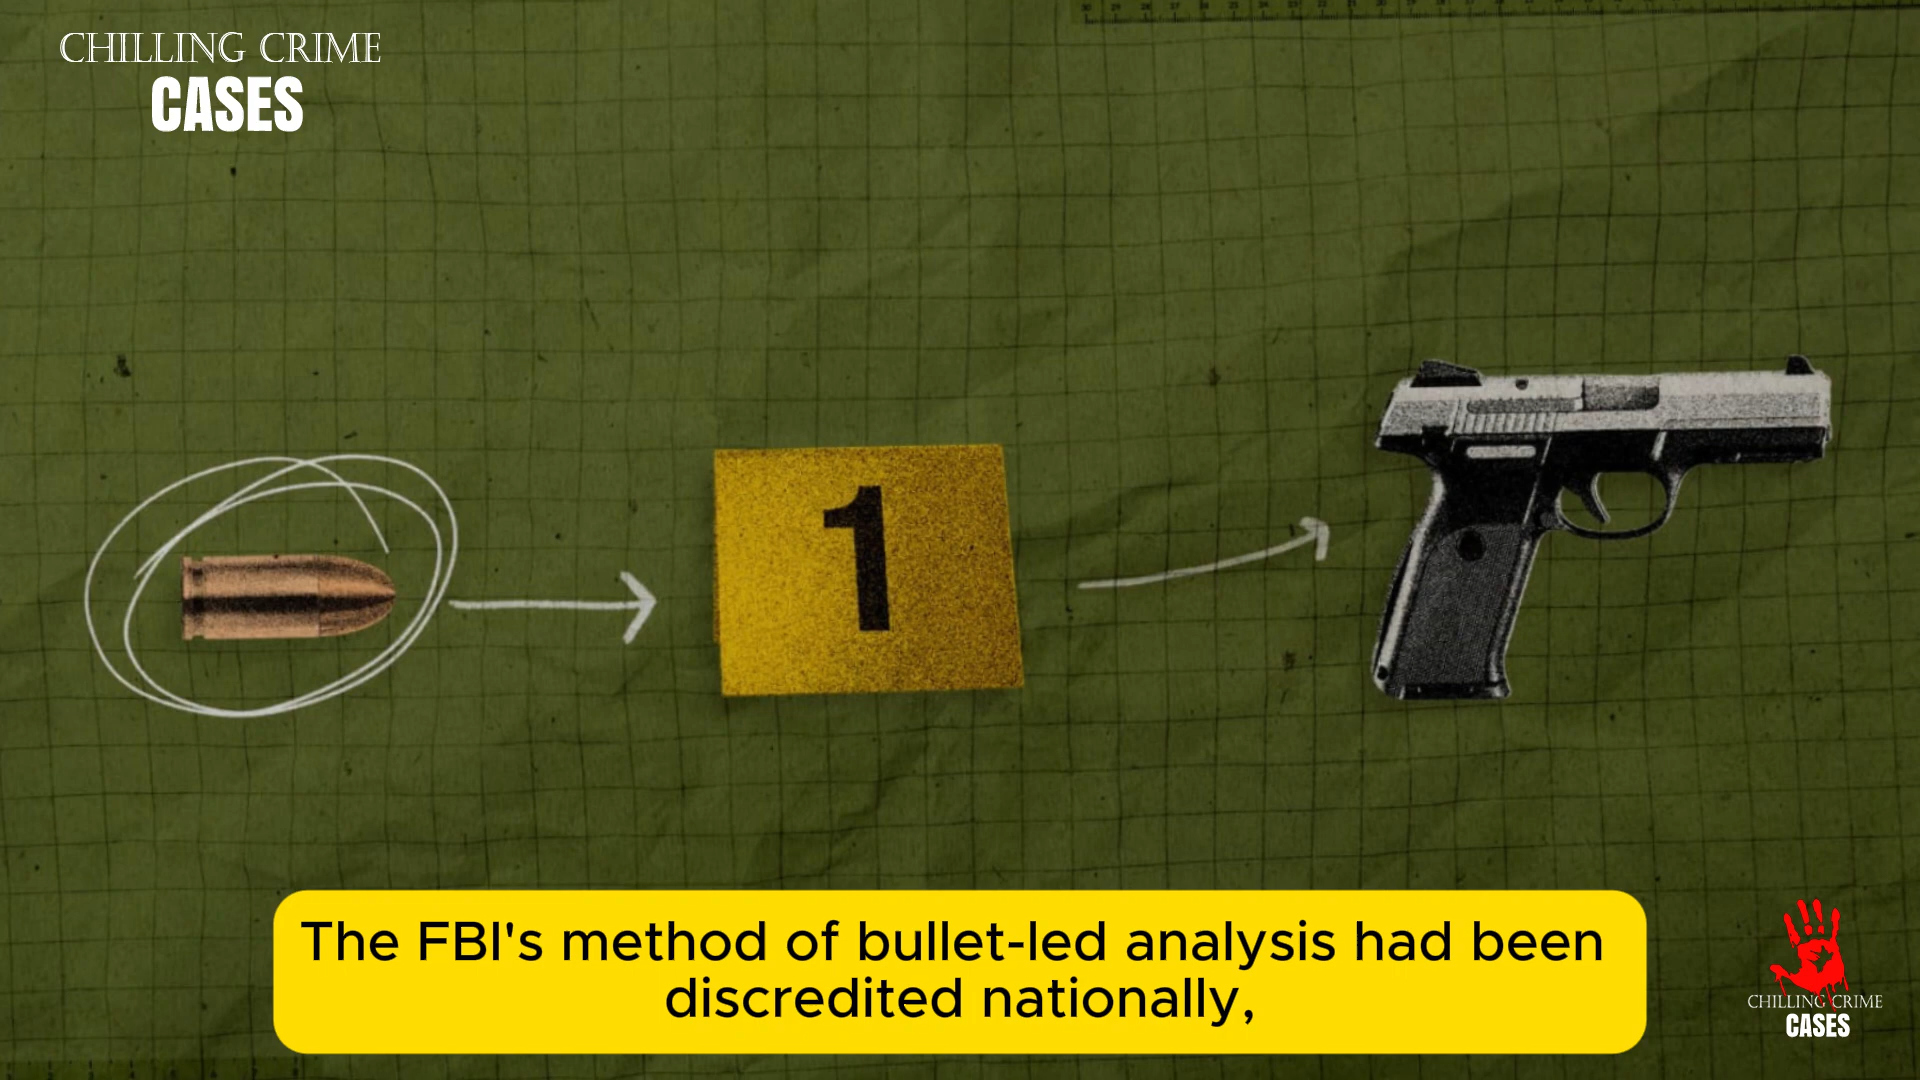 CHILLING CRIME
CASES
1
The FBI's method of bullet-led analysis had been
discredited nationally,
CHILLING CRIME
CASES